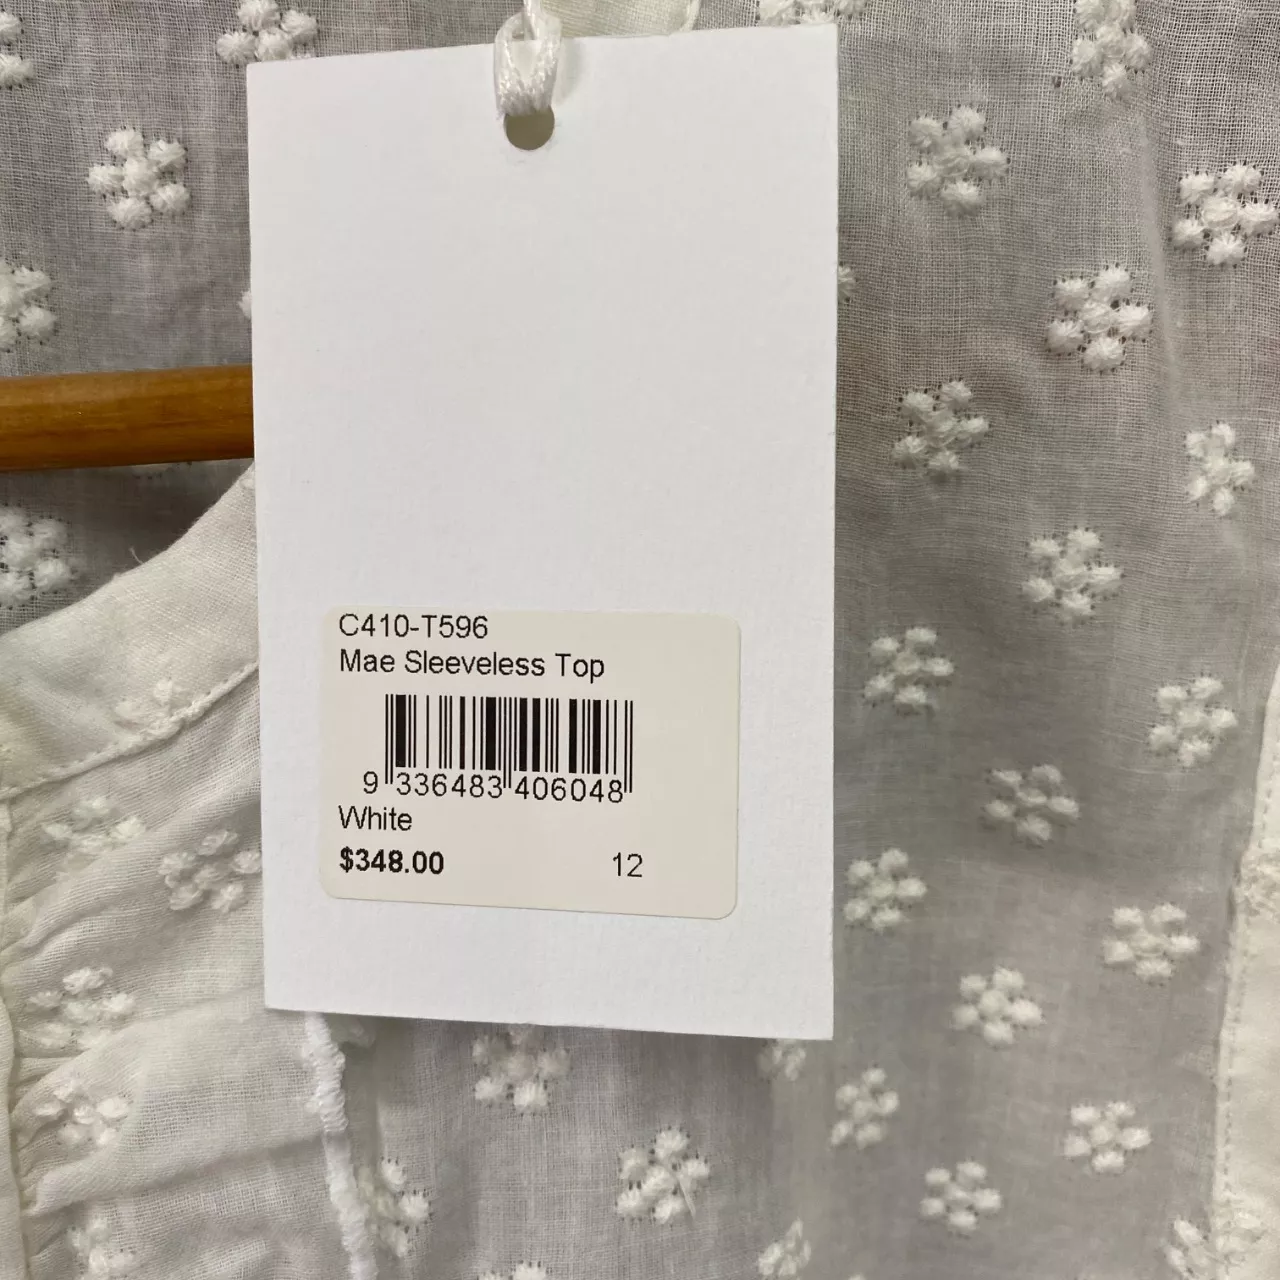 C410-T596
Mae Sleeveless Top
9 336483 406048
White
$348.00 12